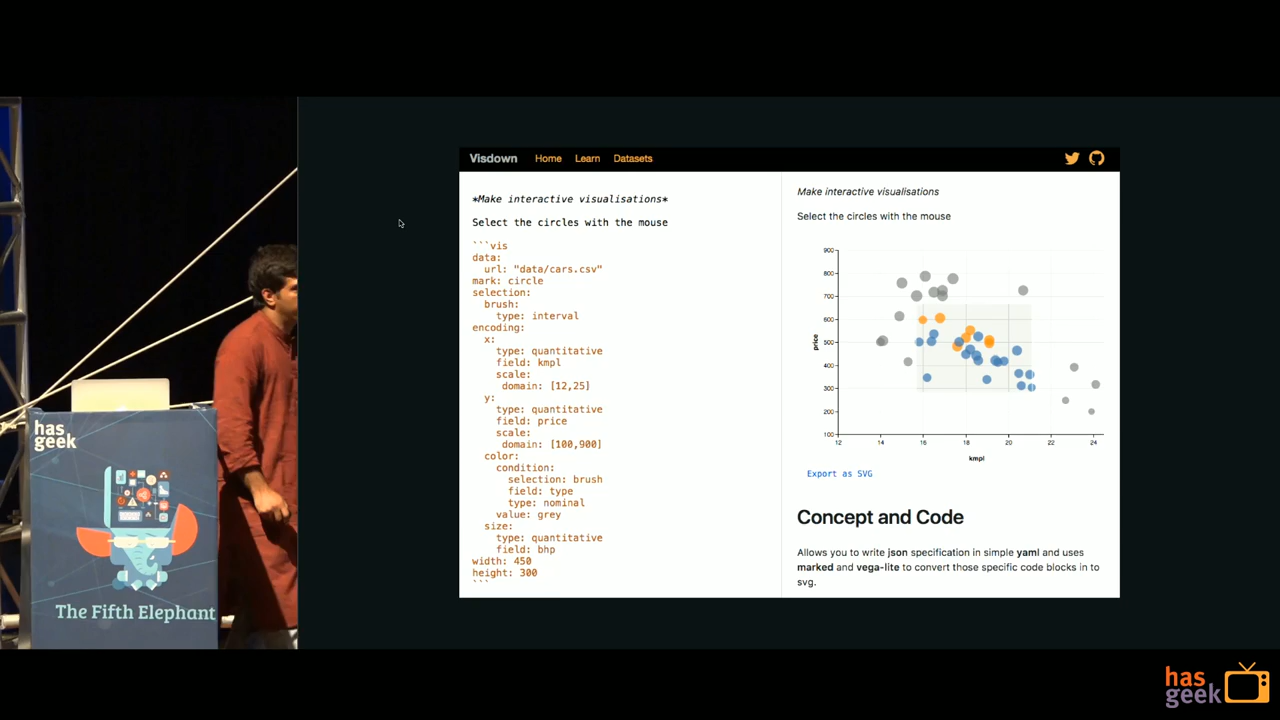 Visdown Home Learn Datasets
*Make interactive visualisations*
Select the circles with the mouse
```vis
data:
url: "data/cars.csv"
mark: circle
selection:
brush:
type: interval
encoding:
x:
type: quantitative
field: kmpl
scale:
domain: [12,25]
y:
type: quantitative
field: price
scale:
domain: [100,900]
color:
condition:
selection: brush
field: type
type: nominal
value: grey
size:
type: quantitative
field: bhp
width: 450
height: 300
```
Make interactive visualisations
Select the circles with the mouse
900
800
700
600
500
400
300
200
100
price
12 14 16 18 20 22 24
kmpl
Export as SVG
Concept and Code
Allows you to write json specification in simple yaml and uses
marked and vega-lite to convert those specific code blocks in to
svg.
has
geek
The Fifth Elephant
has
geek